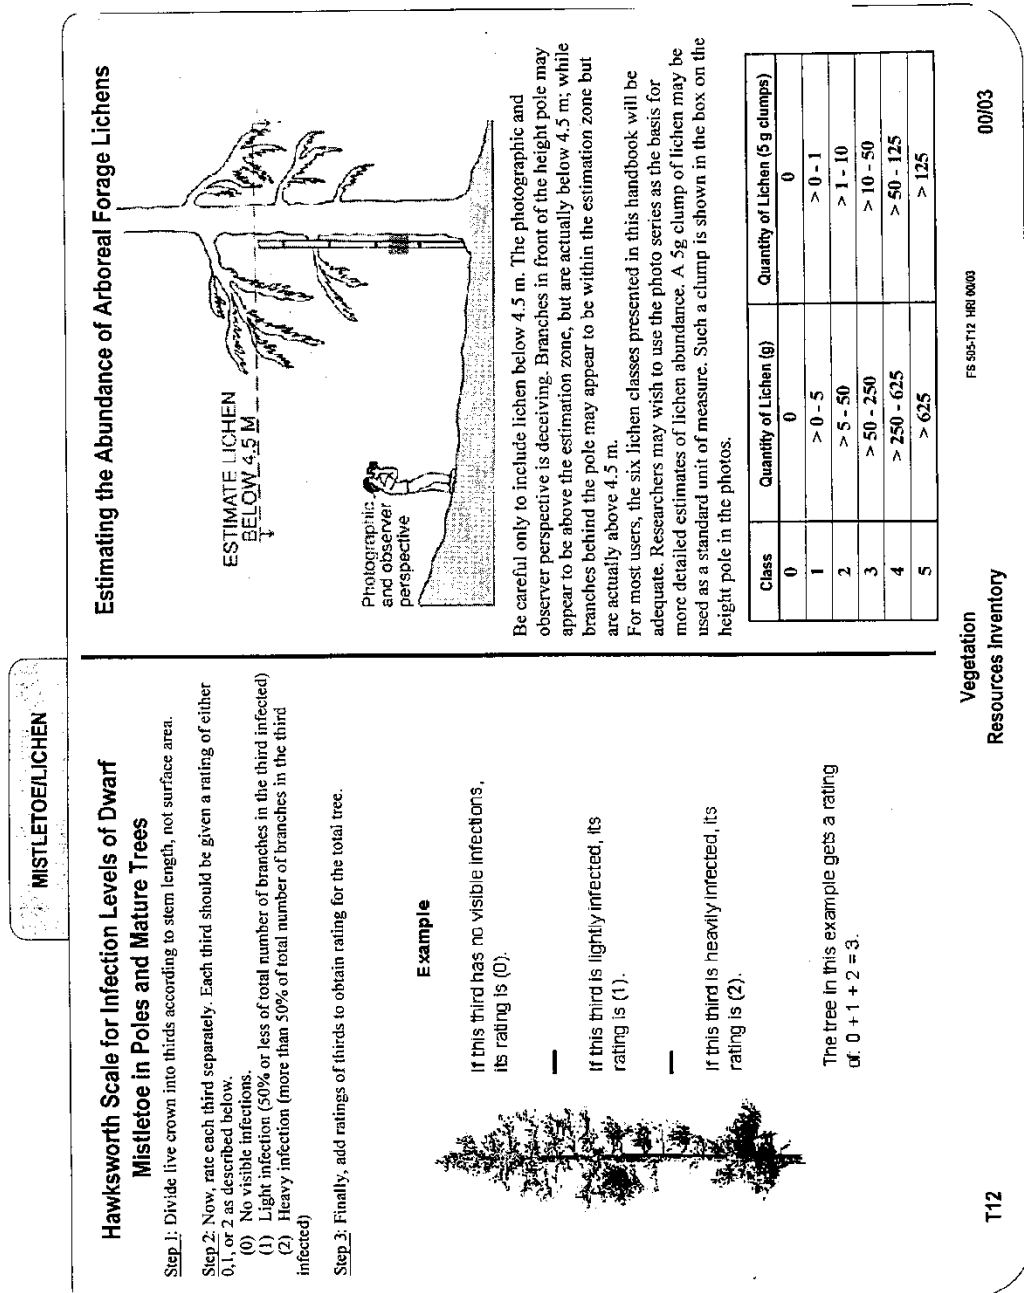 MISTLETOE/LICHEN
Hawksworth Scale for Infection Levels of Dwarf
Mistletoe in Poles and Mature Trees
Step 1: Divide live crown into thirds according to stem length, not surface area.
Step 2: Now, rate each third separately. Each third should be given a rating of either
0,1, or 2 as described below.
(0) No visible infections.
(1) Light infection (50% or less of total number of branches in the third infected)
(2) Heavy infection (more than 50% of total number of branches in the third
infected)
Step 3: Finally, add ratings of thirds to obtain rating for the total tree.
Example
If this third has no visible infections,
its rating is (0).
If this third is lightly infected, its
rating is (1).
If this third is heavily infected, its
rating is (2).
The tree in this example gets a rating
of: 0 + 1 + 2 = 3.
Estimating the Abundance of Arboreal Forage Lichens
ESTIMATE LICHEN
BELOW 4.5 M
Photographic
and observer
perspective
Be careful only to include lichen below 4.5 m. The photographic and
observer perspective is deceiving. Branches in front of the height pole may
appear to be above the estimation zone, but are actually below 4.5 m; while
branches behind the pole may appear to be within the estimation zone but
are actually above 4.5 m.
For most users, the six lichen classes presented in this handbook will be
adequate. Researchers may wish to use the photo series as the basis for
more detailed estimates of lichen abundance. A 5g clump of lichen may be
used as a standard unit of measure. Such a clump is shown in the box on the
height pole in the photos.
Class Quantity of Lichen (g) Quantity of Lichen (5 g clumps)
0 0 0
1 > 0 - 5 > 0 - 1
2 > 5 - 50 > 1 - 10
3 > 50 - 250 > 10 - 50
4 > 250 - 625 > 50 - 125
5 > 625 > 125
FS 505-T12 HRI 00/03
T12
Vegetation
Resources Inventory
00/03